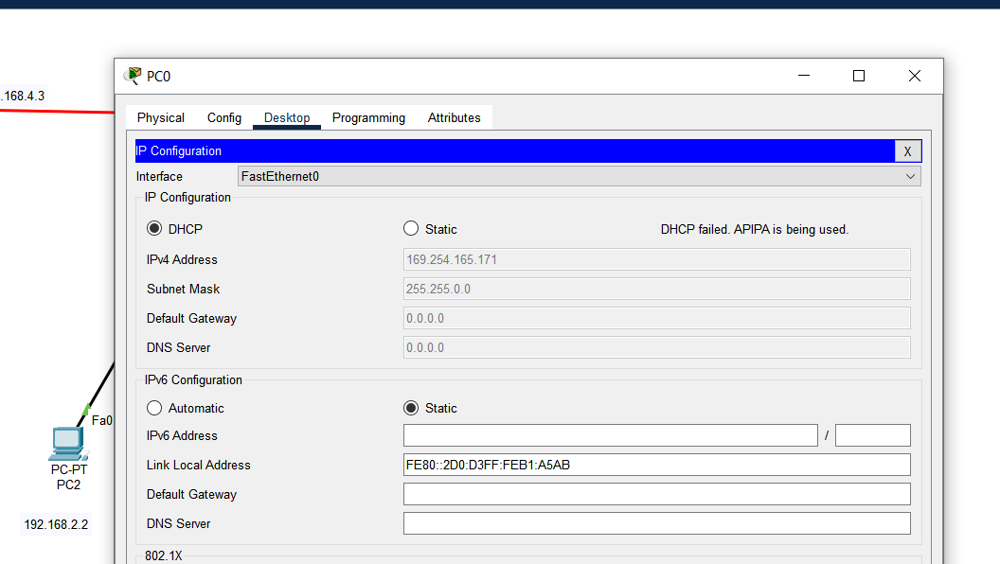 PC0
.168.4.3
Physical Config Desktop Programming Attributes
IP Configuration X
Interface FastEthernet0
IP Configuration
DHCP Static DHCP failed. APIPA is being used.
IPv4 Address 169.254.165.171
Subnet Mask 255.255.0.0
Default Gateway 0.0.0.0
DNS Server 0.0.0.0
IPv6 Configuration
Automatic Static
Fa0
IPv6 Address /
Link Local Address FE80::2D0:D3FF:FEB1:A5AB
PC-PT
PC2
Default Gateway
DNS Server
192.168.2.2
802.1X